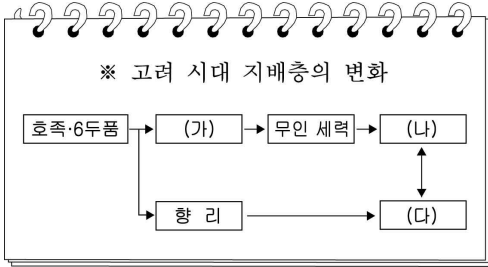 ※ 고려 시대 지배층의 변화
호족·6두품 (가) 무인 세력 (나)
향 리 (다)